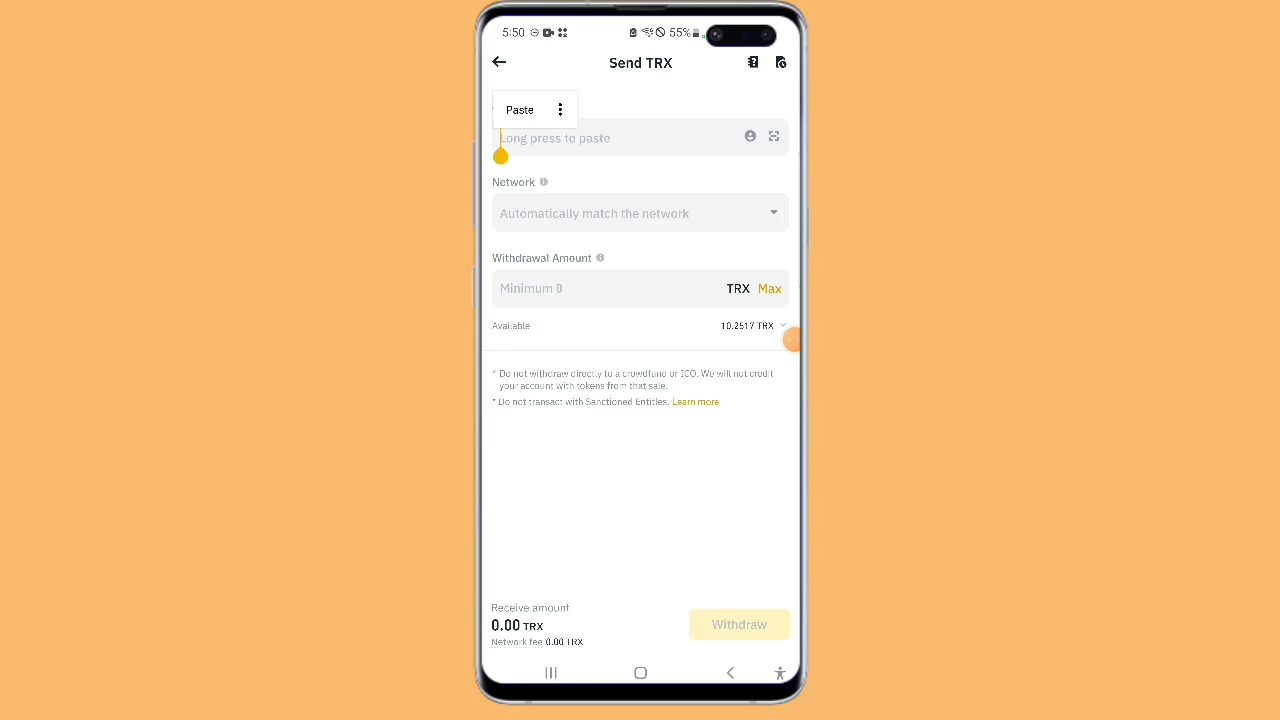 5:50
55%
Send TRX
Paste
Long press to paste
Network
Automatically match the network
Withdrawal Amount
Minimum 0 TRX Max
Available 10.2517 TRX
* Do not withdraw directly to a crowdfund or ICO. We will not credit
your account with tokens from that sale.
* Do not transact with Sanctioned Entities. Learn more
Receive amount
0.00 TRX
Withdraw
Network fee 0.00 TRX